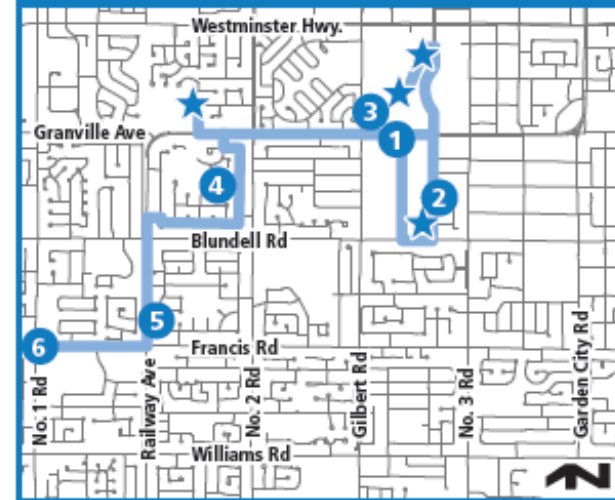 Westminster Hwy.
3
Granville Ave
1
4
2
Blundell Rd
5
6
Francis Rd
No. 1 Rd
Railway Ave
No. 2 Rd
Gilbert Rd
No. 3 Rd
Garden City Rd
Williams Rd
N